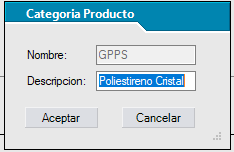 Categoria Producto
Nombre: GPPS
Descripcion: Poliestireno Cristal
Aceptar Cancelar